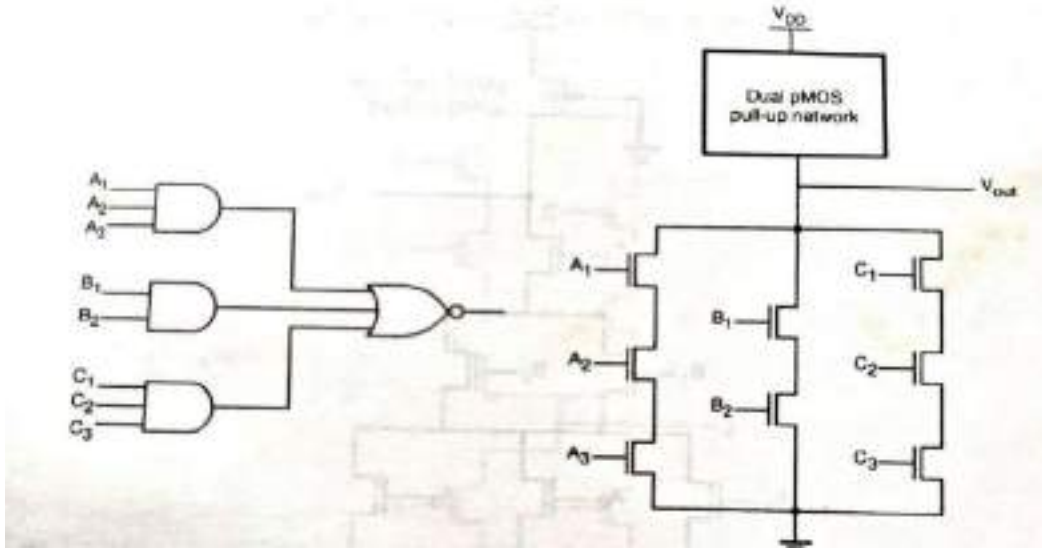 V_DD
Dual pMOS
pull-up network
V_out
A₁
A₂
A₂
B₁
B₂
C₁
C₂
C₃
A₁
A₂
A₃
B₁
B₂
C₁
C₂
C₃